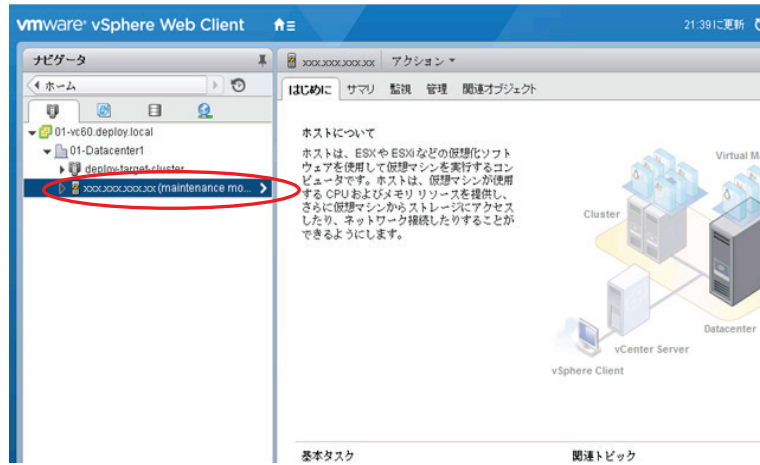 vmware® vSphere Web Client
21:39に更新
ナビゲータ
ホーム
01-vc60.deploy.local
01-Datacenter1
deploy-target-cluster
xxx.xxx.xxx.xx (maintenance mo...
xxx.xxx.xxx.xx アクション
はじめに サマリ 監視 管理 関連オブジェクト
ホストについて
ホストは、ESX や ESXi などの仮想化ソフト
ウェアを使用して仮想マシンを実行するコン
ピュータです。ホストは、仮想マシンが使用
する CPU およびメモリ リソースを提供し、
さらに仮想マシンから ストレージにアクセス
したり、ネットワーク接続したりすることが
できるようにします。
Virtual M
Cluster
Datacenter
vCenter Server
vSphere Client
基本タスク
関連トピック